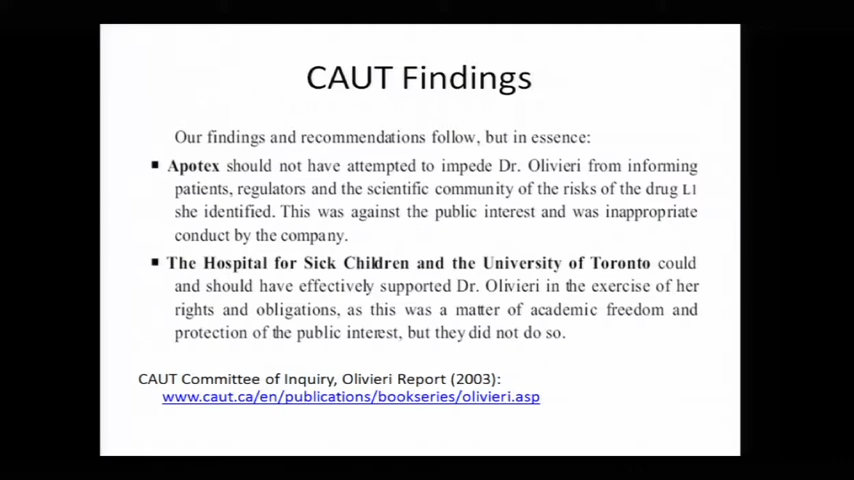 CAUT Findings
Our findings and recommendations follow, but in essence:
▪ Apotex should not have attempted to impede Dr. Olivieri from informing
patients, regulators and the scientific community of the risks of the drug L1
she identified. This was against the public interest and was inappropriate
conduct by the company.
▪ The Hospital for Sick Children and the University of Toronto could
and should have effectively supported Dr. Olivieri in the exercise of her
rights and obligations, as this was a matter of academic freedom and
protection of the public interest, but they did not do so.
CAUT Committee of Inquiry, Olivieri Report (2003):
www.caut.ca/en/publications/bookseries/olivieri.asp